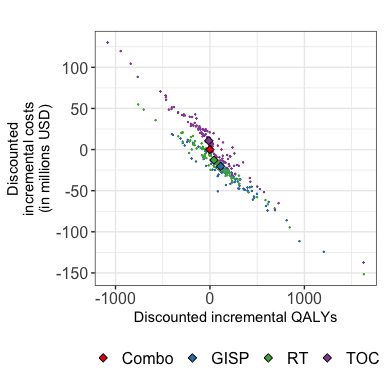 Discounted
incremental costs
(in millions USD)
100
50
0
-50
-100
-150
-1000 0 1000
Discounted incremental QALYs
Combo GISP RT TOC